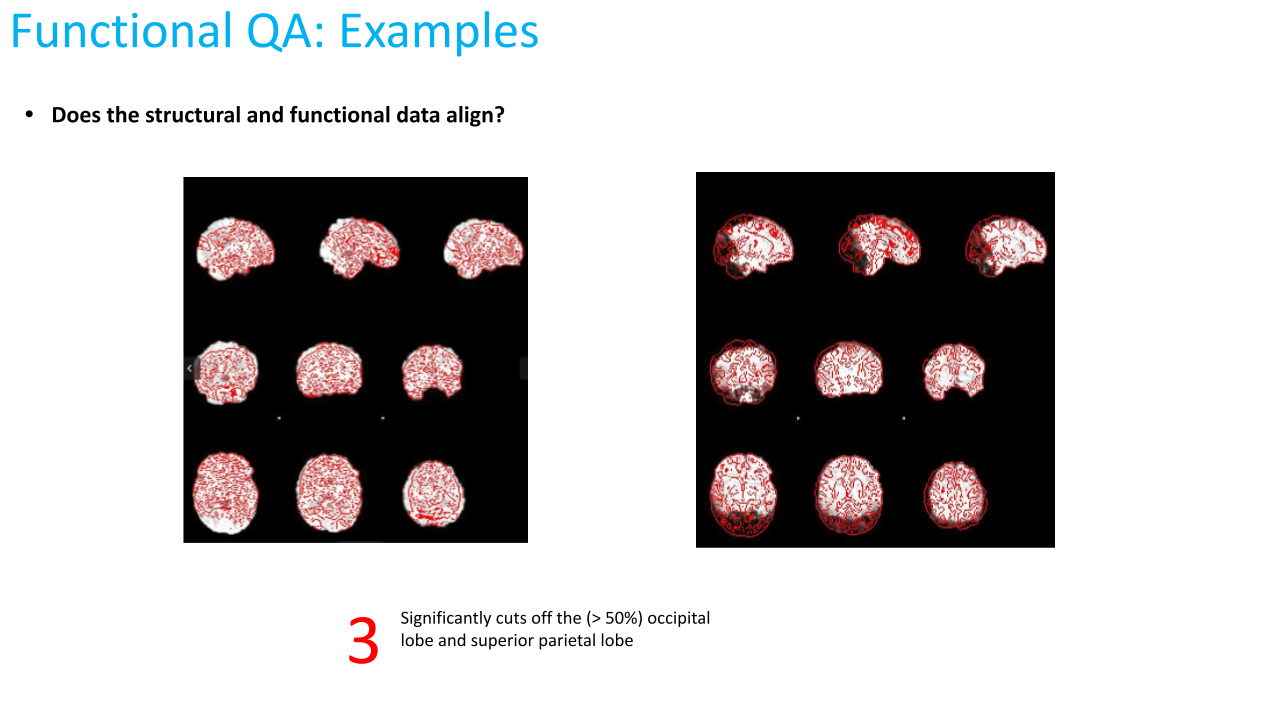 Functional QA: Examples
• Does the structural and functional data align?
3
Significantly cuts off the (> 50%) occipital
lobe and superior parietal lobe